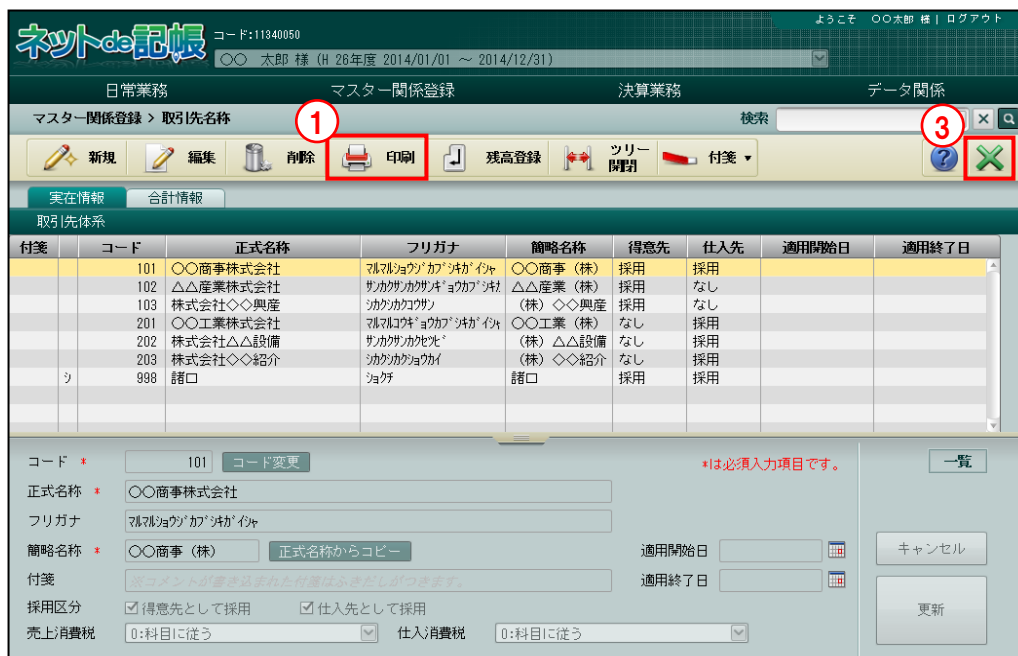 ようこそ 〇〇太郎 様 | ログアウト
ネットde記帳 コード:11340050
〇〇 太郎 様 (H 26年度 2014/01/01 ～ 2014/12/31)
日常業務 マスター関係登録 決算業務 データ関係
マスター関係登録 > 取引先名称 検索
① ③
新規 編集 削除 印刷 残高登録 ツリー開閉 付箋 ▼ ?
実在情報 合計情報
取引先体系
付箋 コード 正式名称 フリガナ 簡略名称 得意先 仕入先 適用開始日 適用終了日
101 〇〇商事株式会社 ﾏﾙﾏﾙｼｮｳｼﾞｶﾌﾞｼｷｶﾞｲｼｬ 〇〇商事（株） 採用 採用
102 △△産業株式会社 ｻﾝｶｸｻﾝｶｸｻﾝｷﾞｮｳｶﾌﾞｼｷｶ △△産業（株） 採用 なし
103 株式会社◇◇興産 ｼｶｸｼｶｸｺｳｻﾝ （株）◇◇興産 採用 なし
201 〇〇工業株式会社 ﾏﾙﾏﾙｺｳｷﾞｮｳｶﾌﾞｼｷｶﾞｲｼｬ 〇〇工業（株） なし 採用
202 株式会社△△設備 ｻﾝｶｸｻﾝｶｸｾﾂﾋﾞ （株）△△設備 なし 採用
203 株式会社◇◇紹介 ｼｶｸｼｶｸｼｮｳｶｲ （株）◇◇紹介 なし 採用
ｼ 998 諸口 ｼｮｸﾁ 諸口 採用 採用
コード * 101 コード変更 *は必須入力項目です。 一覧
正式名称 * 〇〇商事株式会社
フリガナ ﾏﾙﾏﾙｼｮｳｼﾞｶﾌﾞｼｷｶﾞｲｼｬ
簡略名称 * 〇〇商事（株） 正式名称からコピー 適用開始日 キャンセル
付箋 ※コメントが書き込まれた付箋はふきだしがつきます。 適用終了日
採用区分 得意先として採用 仕入先として採用 更新
売上消費税 0:科目に従う 仕入消費税 0:科目に従う